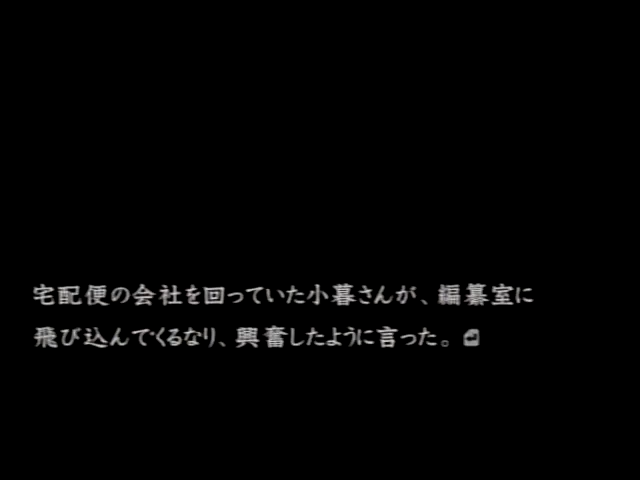 宅配便の会社を回っていた小暮さんが、編纂室に
飛び込んでくるなり、興奮したように言った。